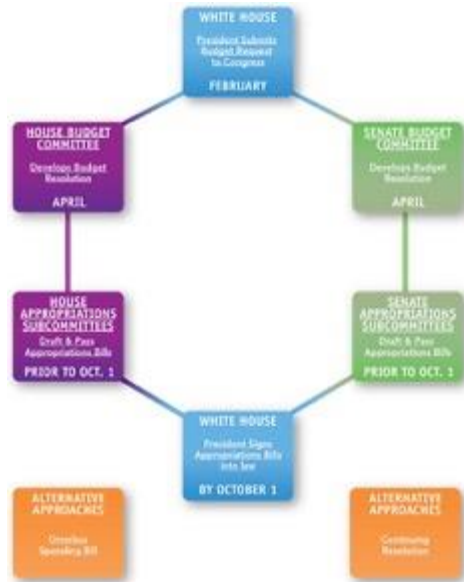 WHITE HOUSE
President Submits
Budget Request
to Congress
FEBRUARY
HOUSE BUDGET
COMMITTEE
Develops Budget
Resolution
APRIL
SENATE BUDGET
COMMITTEE
Develops Budget
Resolution
APRIL
HOUSE
APPROPRIATIONS
SUBCOMMITTEES
Draft & Pass
Appropriations Bills
PRIOR TO OCT. 1
SENATE
APPROPRIATIONS
SUBCOMMITTEES
Draft & Pass
Appropriations Bills
PRIOR TO OCT. 1
WHITE HOUSE
President Signs
Appropriations Bills
into law
BY OCTOBER 1
ALTERNATIVE
APPROACHES
Omnibus
Spending Bill
ALTERNATIVE
APPROACHES
Continuing
Resolution